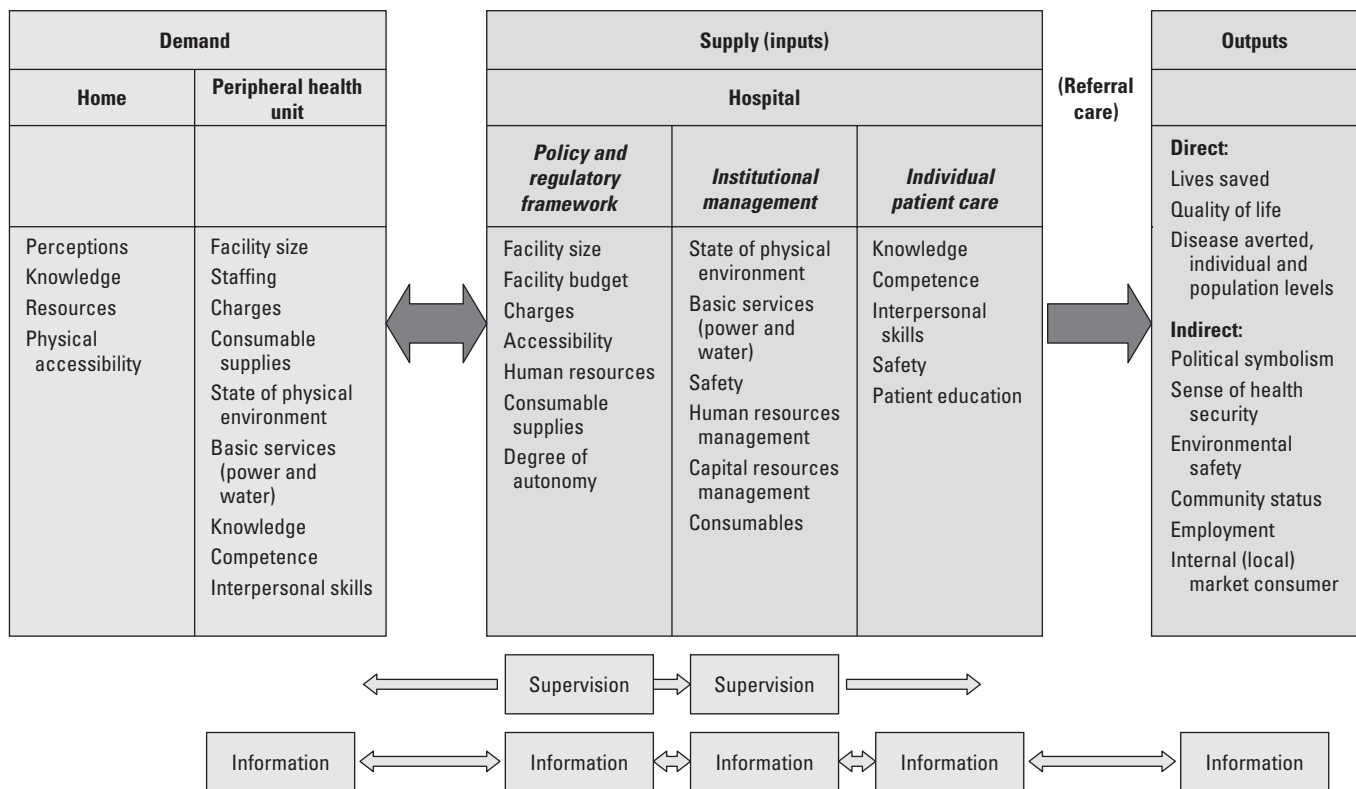 Demand
Home
Peripheral health
unit
Perceptions
Knowledge
Resources
Physical
accessibility
Facility size
Staffing
Charges
Consumable
supplies
State of physical
environment
Basic services
(power and
water)
Knowledge
Competence
Interpersonal skills
Supply (inputs)
Hospital
Policy and
regulatory
framework
Facility size
Facility budget
Charges
Accessibility
Human resources
Consumable
supplies
Degree of
autonomy
Institutional
management
State of physical
environment
Basic services
(power and
water)
Safety
Human resources
management
Capital resources
management
Consumables
Individual
patient care
Knowledge
Competence
Interpersonal
skills
Safety
Patient education
(Referral
care)
Outputs
Direct:
Lives saved
Quality of life
Disease averted,
individual and
population levels
Indirect:
Political symbolism
Sense of health
security
Environmental
safety
Community status
Employment
Internal (local)
market consumer
Supervision
Supervision
Information
Information
Information
Information
Information